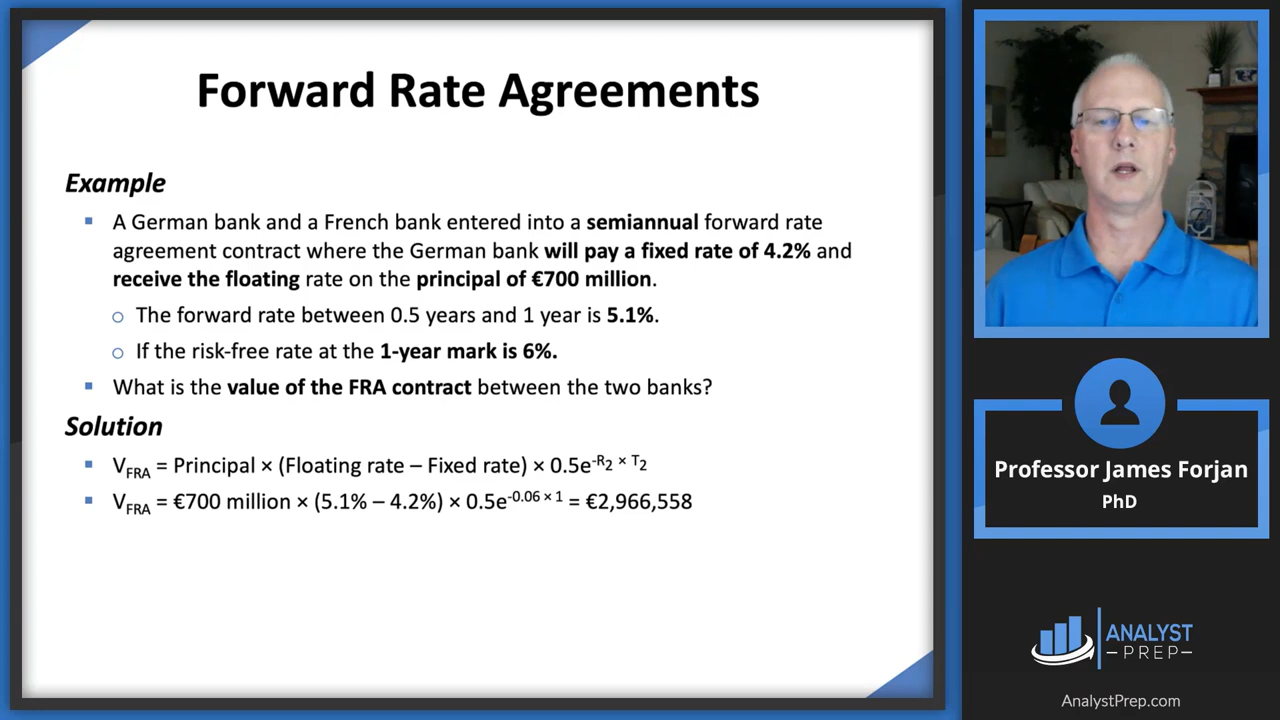 Forward Rate Agreements
Example
▪ A German bank and a French bank entered into a semiannual forward rate
agreement contract where the German bank will pay a fixed rate of 4.2% and
receive the floating rate on the principal of €700 million.
○ The forward rate between 0.5 years and 1 year is 5.1%.
○ If the risk-free rate at the 1-year mark is 6%.
▪ What is the value of the FRA contract between the two banks?
Solution
▪ V_FRA = Principal × (Floating rate – Fixed rate) × 0.5e^-R₂ × T₂
▪ V_FRA = €700 million × (5.1% – 4.2%) × 0.5e^-0.06 × 1 = €2,966,558
Professor James Forjan
PhD
ANALYST
PREP
AnalystPrep.com